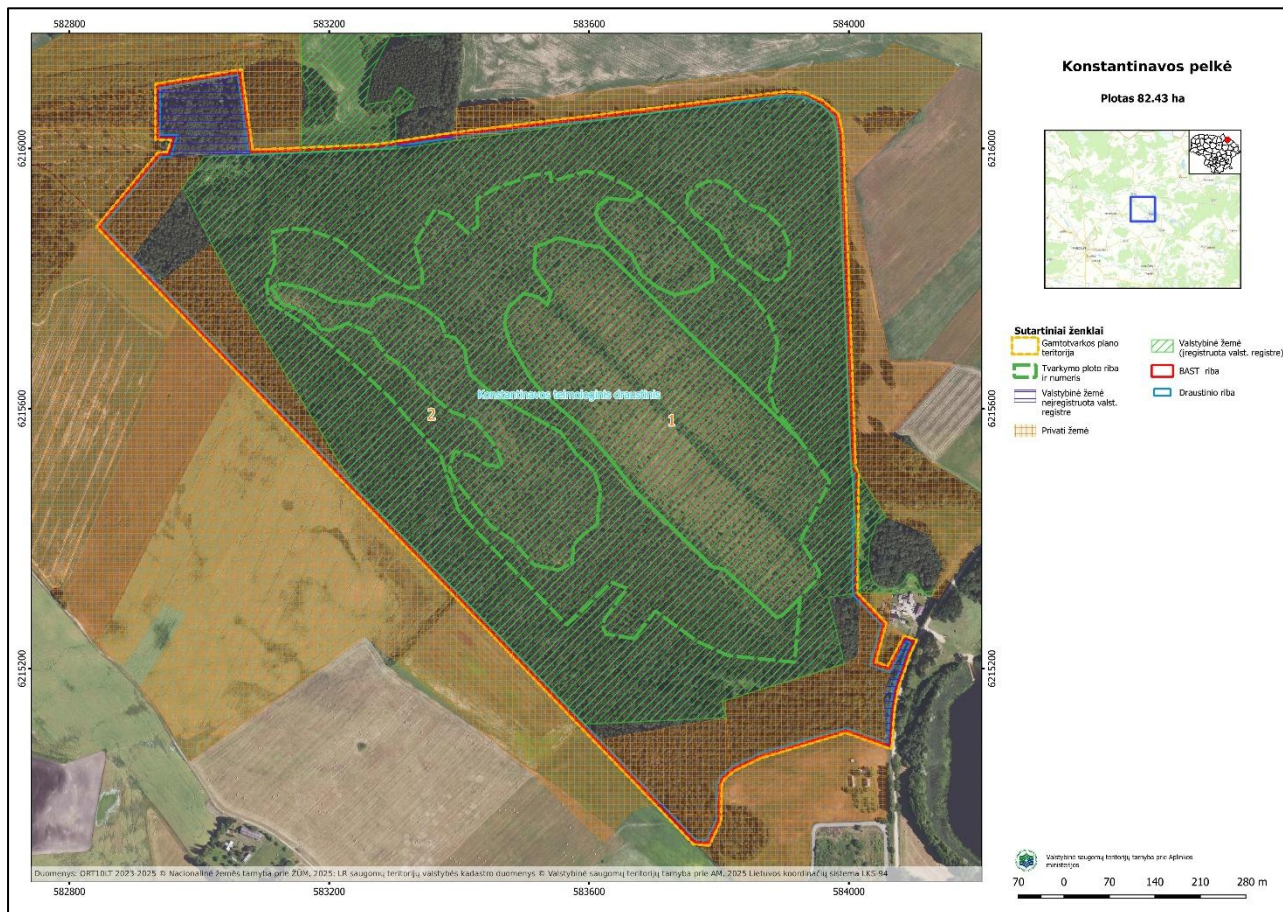 582800 583200 583600 584000
6216000 6216000
6215600 6215600
6215200 6215200
582800 583200 583600 584000
Konstantinavos telmologinis draustinis
1
2
Duomenys: ORT10LT 2023-2025 © Nacionalinė žemės tarnyba prie ŽŪM, 2025; LR saugomų teritorijų valstybės kadastro duomenys © Valstybinė saugomų teritorijų tarnyba prie AM, 2025 Lietuvos koordinačių sistema LKS-94
Konstantinavos pelkė
Plotas 82.43 ha
Sutartiniai ženklai
Gamtotvarkos plano
teritorija
Tvarkymo ploto riba
ir numeris
Valstybinė žemė
neįregistruota valst.
registre
Privati žemė
Valstybinė žemė
(įregistruota valst. registre)
BAST riba
Draustinio riba
Valstybinė saugomų teritorijų tarnyba prie Aplinkos
ministerijos
70 0 70 140 210 280 m